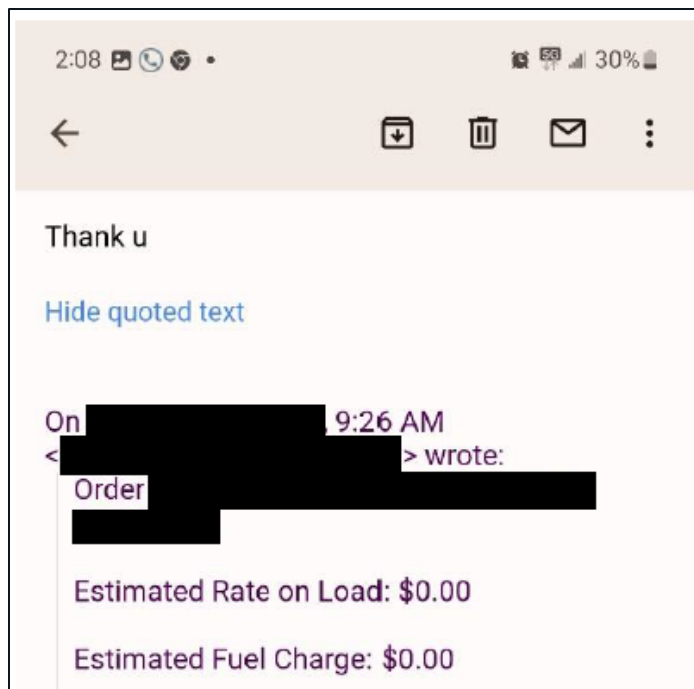 2:08 30%
Thank u
Hide quoted text
On , 9:26 AM
< > wrote:
Order
Estimated Rate on Load: $0.00
Estimated Fuel Charge: $0.00